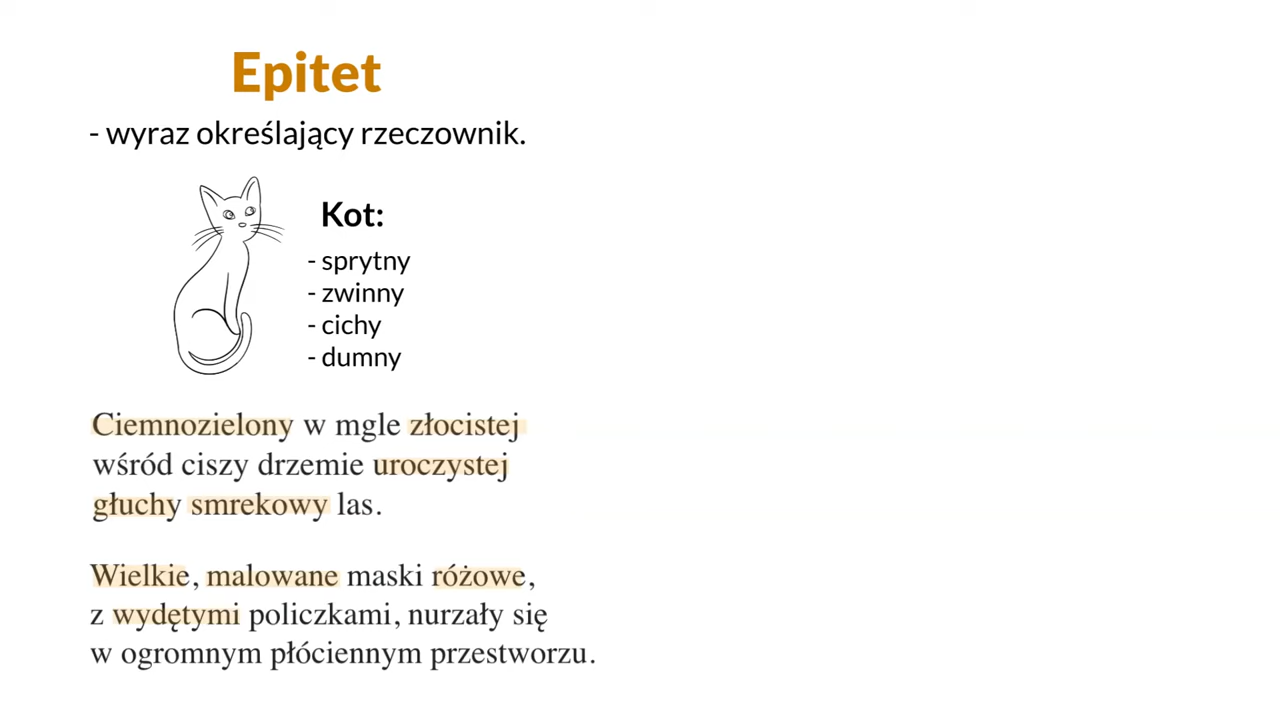 Epitet
- wyraz określający rzeczownik.
Kot:
- sprytny
- zwinny
- cichy
- dumny
Ciemnozielony w mgle złocistej
wśród ciszy drzemie uroczystej
głuchy smrekowy las.
Wielkie, malowane maski różowe,
z wydętymi policzkami, nurzały się
w ogromnym płóciennym przestworzu.